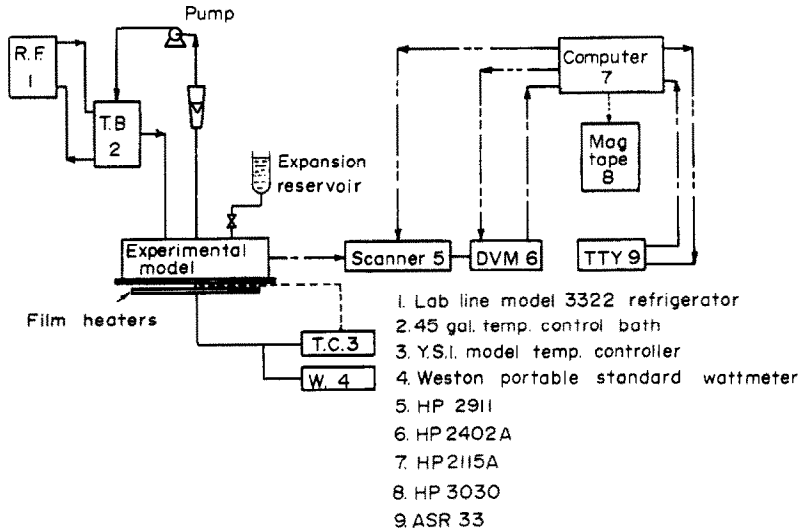 Pump
R.F.
1
T.B
2
Computer
7
Mag
tape
8
Expansion
reservoir
Experimental
model
Scanner 5
DVM 6
TTY 9
Film heaters
T.C.3
W. 4
1. Lab line model 3322 refrigerator
2. 45 gal. temp. control bath
3. Y.S.I. model temp. controller
4. Weston portable standard wattmeter
5. HP 2911
6. HP 2402A
7. HP 2115A
8. HP 3030
9. ASR 33